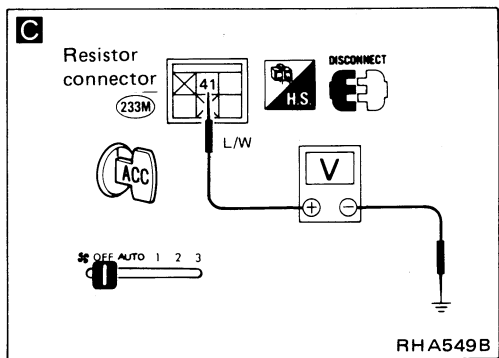 C
Resistor
connector
233M
41
H.S.
DISCONNECT
L/W
V
ACC
+ −
OFF AUTO 1 2 3
RHA549B